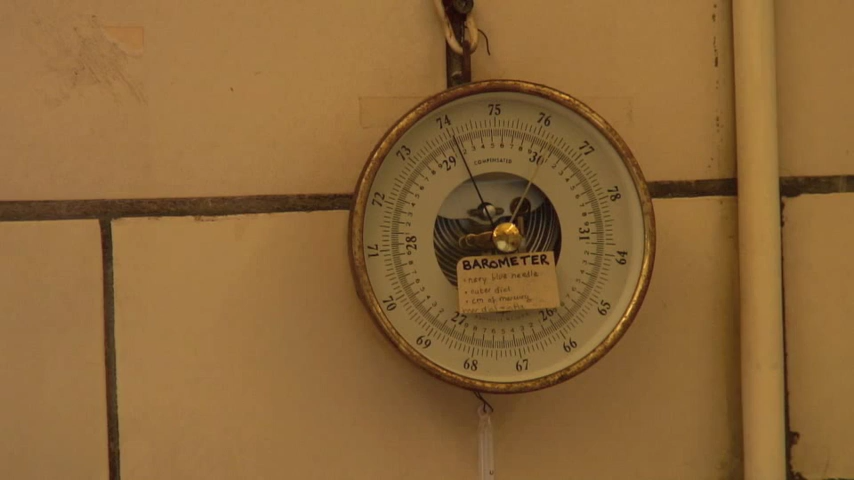 75
74 76
73 77
29 COMPENSATED 30
72 78
28 31
71 64
BAROMETER
• navy blue needle
• outer dial
• cm of mercury
70 65
27 26
69 66
68 67